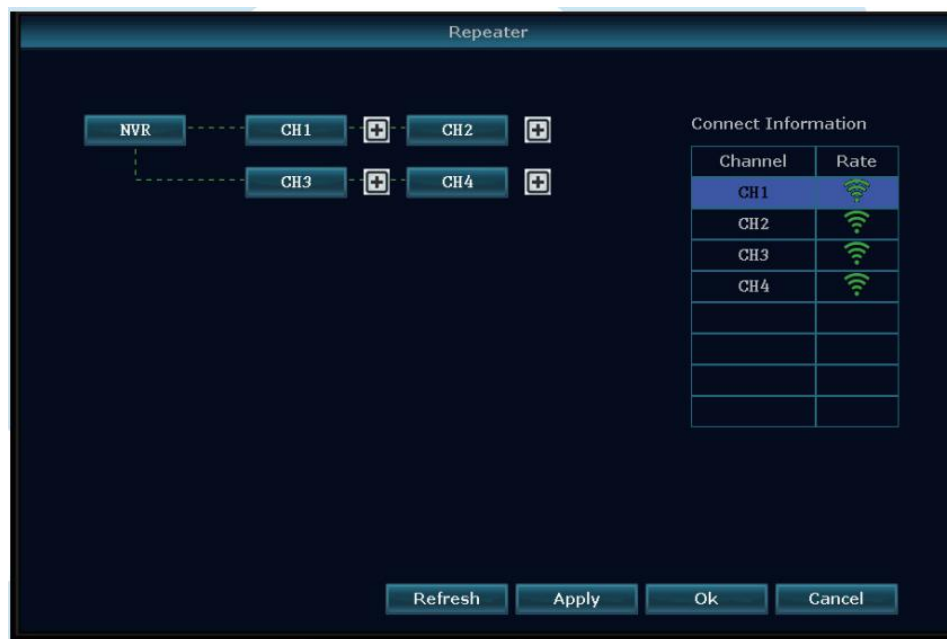 Repeater
NVR CH1 CH2
CH3 CH4
Connect Information
Channel Rate
CH1
CH2
CH3
CH4
Refresh Apply Ok Cancel